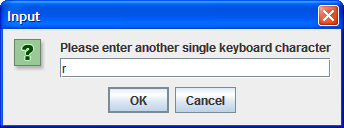 Input
?
Please enter another single keyboard character
r
OK
Cancel